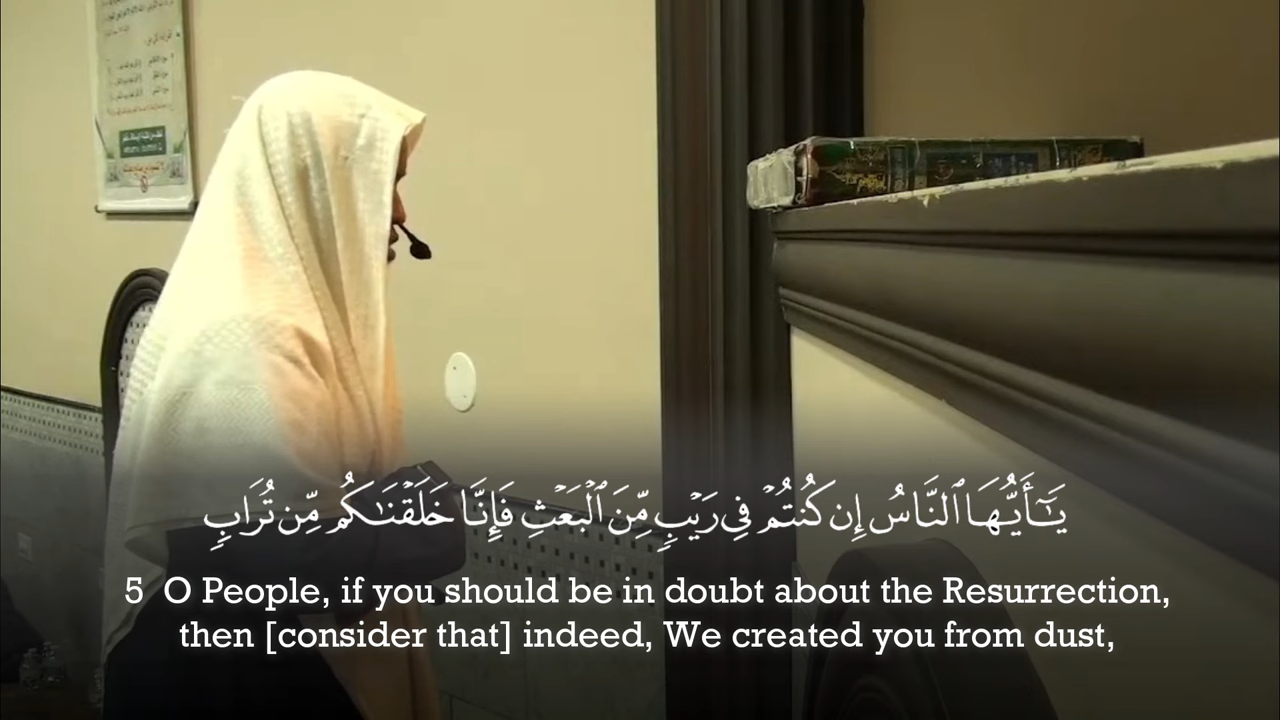 يَـٰٓأَيُّهَا ٱلنَّاسُ إِن كُنتُمْ فِى رَيْبٍ مِّنَ ٱلْبَعْثِ فَإِنَّا خَلَقْنَـٰكُم مِّن تُرَابٍ
5 O People, if you should be in doubt about the Resurrection,
then [consider that] indeed, We created you from dust,